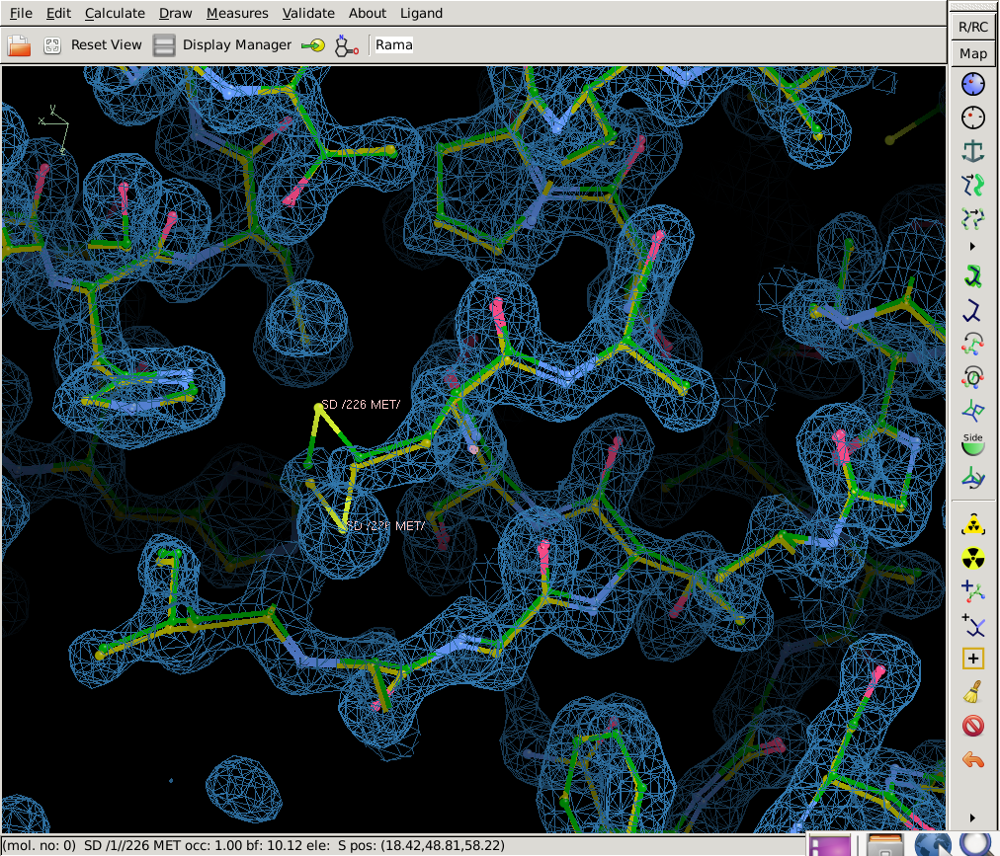 File Edit Calculate Draw Measures Validate About Ligand
R/RC
Reset View Display Manager Rama
Map
SD /226 MET/
SD /226 MET/
Side
(mol. no: 0) SD /1//226 MET occ: 1.00 bf: 10.12 ele: S pos: (18.42,48.81,58.22)